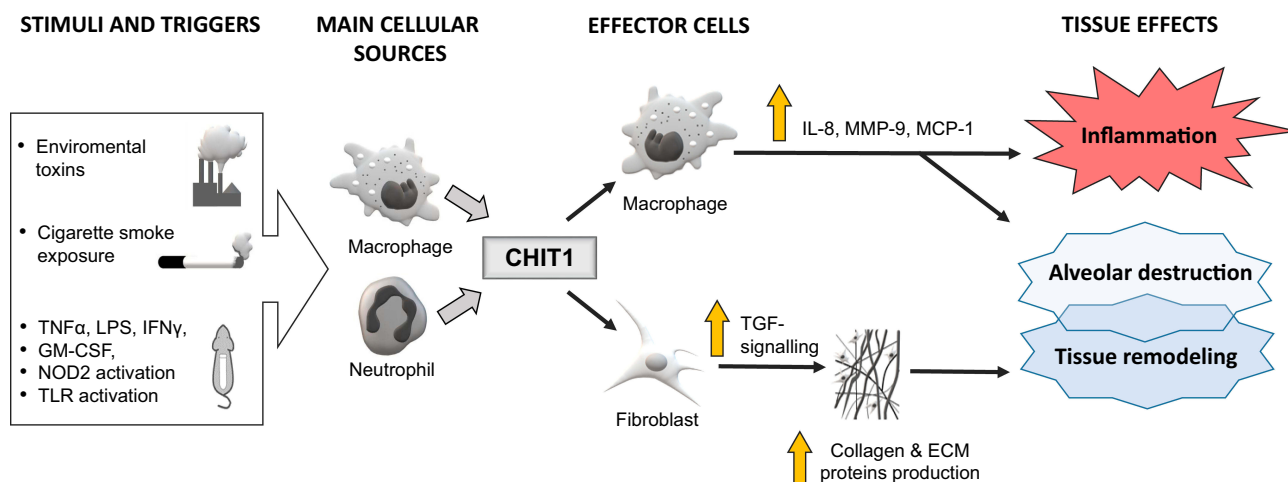 STIMULI AND TRIGGERS
MAIN CELLULAR
SOURCES
EFFECTOR CELLS
TISSUE EFFECTS
• Enviromental
toxins
• Cigarette smoke
exposure
• TNFα, LPS, IFNγ,
• GM-CSF,
• NOD2 activation
• TLR activation
Macrophage
Neutrophil
CHIT1
Macrophage
IL-8, MMP-9, MCP-1
Fibroblast
TGF-
signalling
Collagen & ECM
proteins production
Inflammation
Alveolar destruction
Tissue remodeling